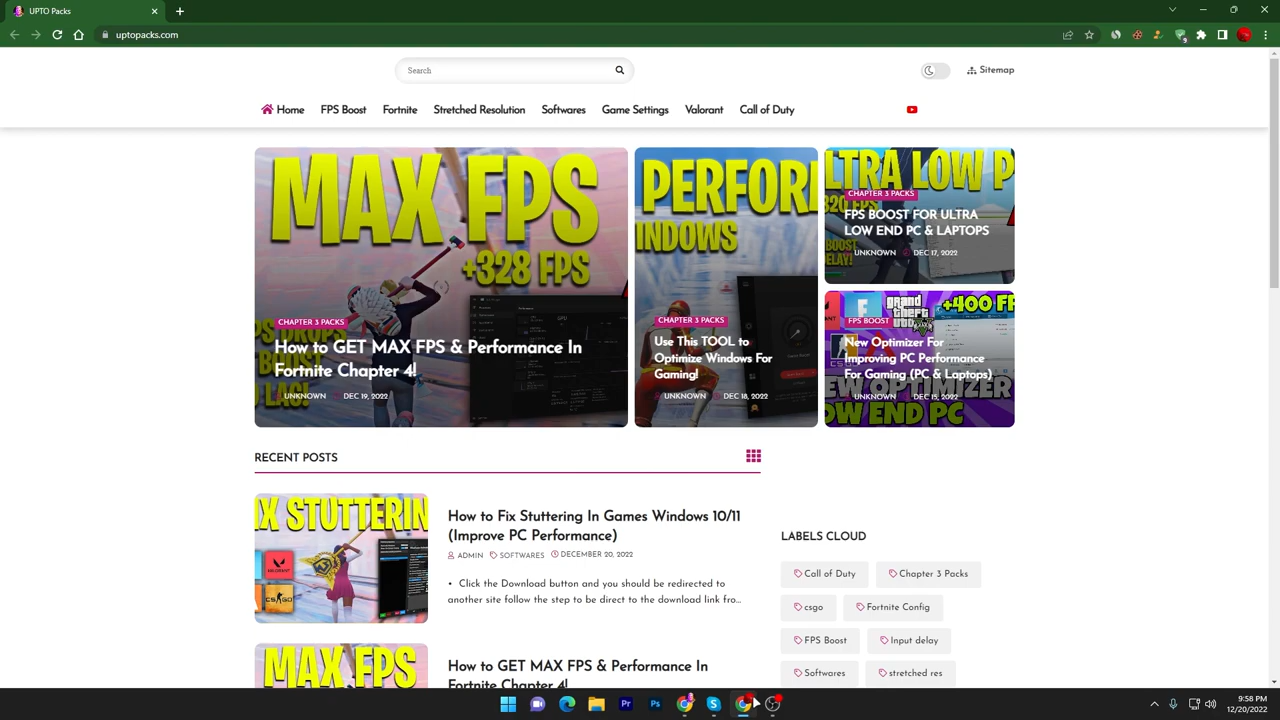 UPTO Packs
uptopacks.com
Search
Sitemap
Home FPS Boost Fortnite Stretched Resolution Softwares Game Settings Valorant Call of Duty
MAX FPS
+328 FPS
CHAPTER 3 PACKS
How to GET MAX FPS & Performance In
Fortnite Chapter 4!
UNKNOWN DEC 19, 2022
PERFOR
INDOWS
CHAPTER 3 PACKS
Use This TOOL to
Optimize Windows For
Gaming!
UNKNOWN DEC 18, 2022
LTRA LOW P
CHAPTER 3 PACKS
FPS BOOST FOR ULTRA
LOW END PC & LAPTOPS
UNKNOWN DEC 17, 2022
+400 FP
FPS BOOST
New Optimizer For
Improving PC Performance
For Gaming (PC & Laptops)
UNKNOWN DEC 15, 2022
OW END PC
RECENT POSTS
IX STUTTERIN
CS:GO
How to Fix Stuttering In Games Windows 10/11
(Improve PC Performance)
ADMIN SOFTWARES DECEMBER 20, 2022
• Click the Download button and you should be redirected to
another site follow the step to be direct to the download link fro...
MAX FPS
How to GET MAX FPS & Performance In
Fortnite Chapter 4!
LABELS CLOUD
Call of Duty Chapter 3 Packs
csgo Fortnite Config
FPS Boost Input delay
Softwares stretched res
9:58 PM
12/20/2022